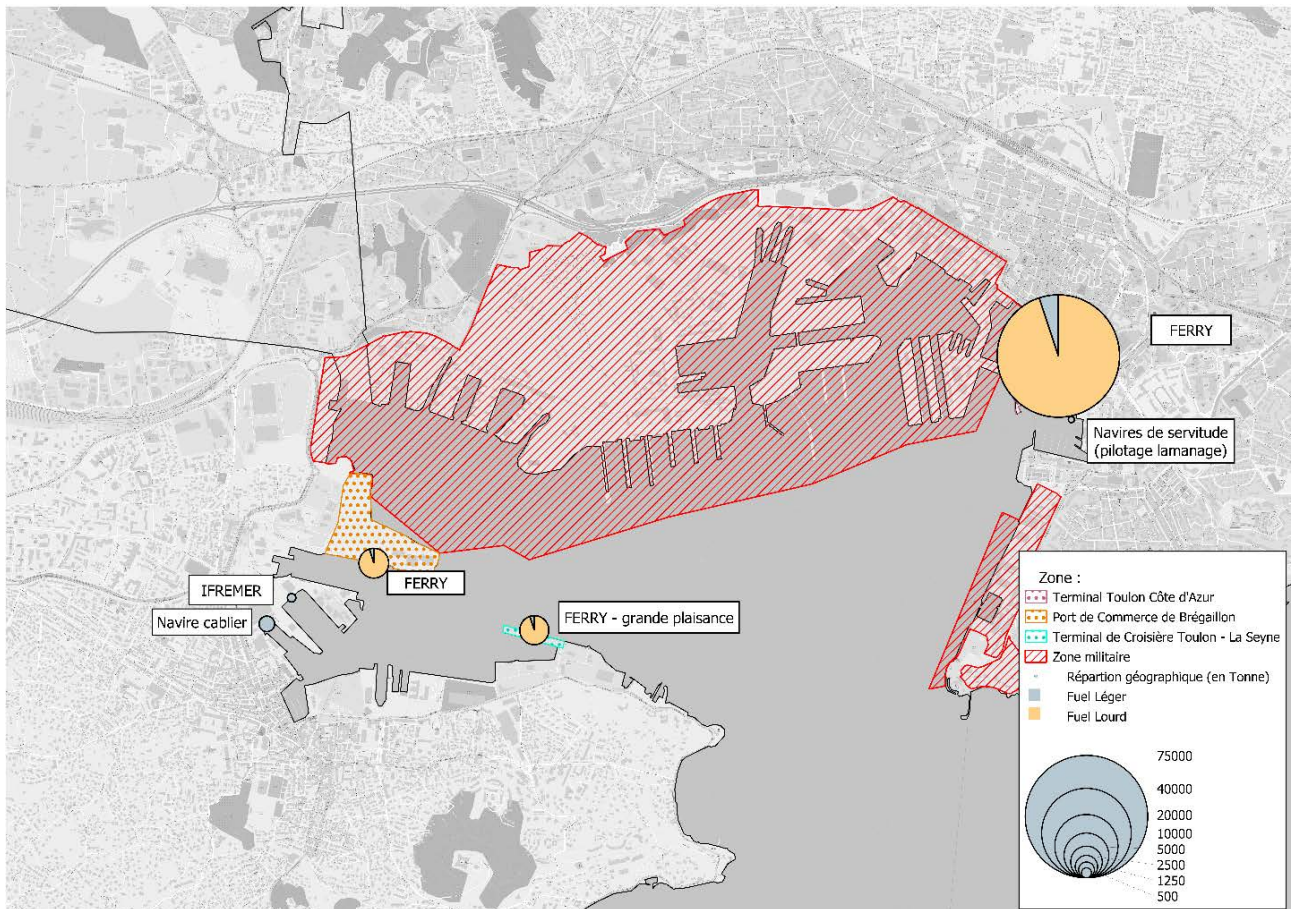 FERRY
Navires de servitude
(pilotage lamanage)
FERRY
IFREMER
Navire cablier
FERRY - grande plaisance
Zone :
Terminal Toulon Côte d'Azur
Port de Commerce de Brégaillon
Terminal de Croisière Toulon - La Seyne
Zone militaire
Répartion géographique (en Tonne)
Fuel Léger
Fuel Lourd
75000
40000
20000
10000
5000
2500
1250
500